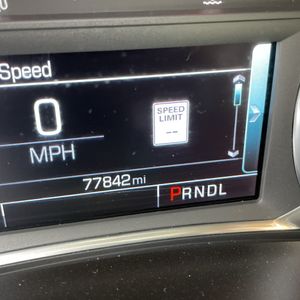 Speed
0
MPH
SPEED
LIMIT
--
77842 mi
PRNDL